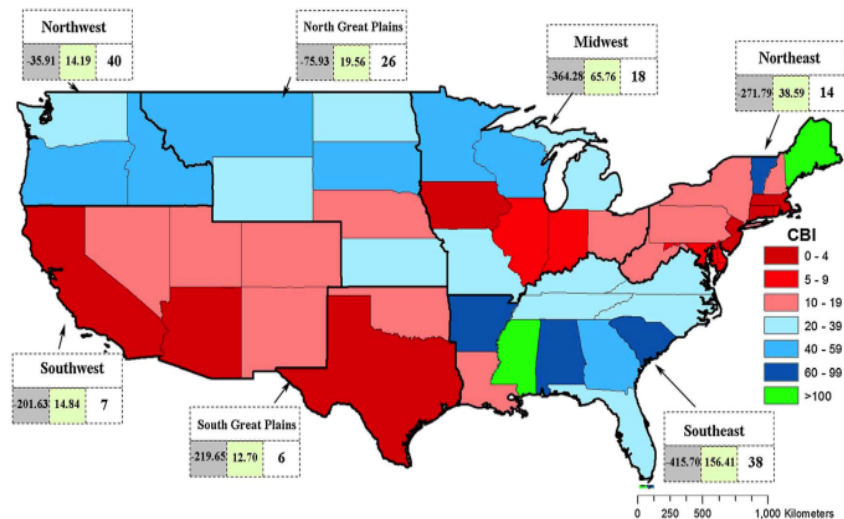 Northwest
-35.91 14.19 40
North Great Plains
-75.93 19.56 26
Midwest
-364.28 65.76 18
Northeast
-271.79 38.59 14
CBI
0 - 4
5 - 9
10 - 19
20 - 39
40 - 59
60 - 99
>100
Southwest
-201.63 14.84 7
South Great Plains
-219.65 12.70 6
Southeast
-415.70 156.41 38
0 250 500 1,000 Kilometers